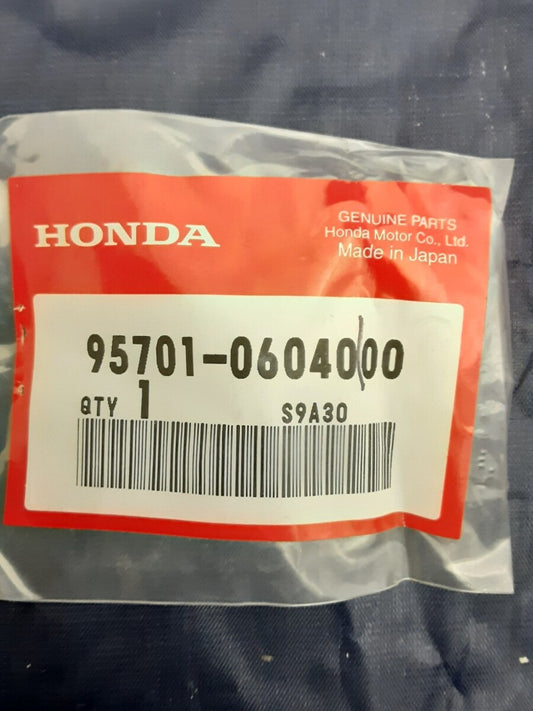 HONDA
GENUINE PARTS
Honda Motor Co., Ltd.
Made in Japan
95701-0604000
QTY 1 S9A30